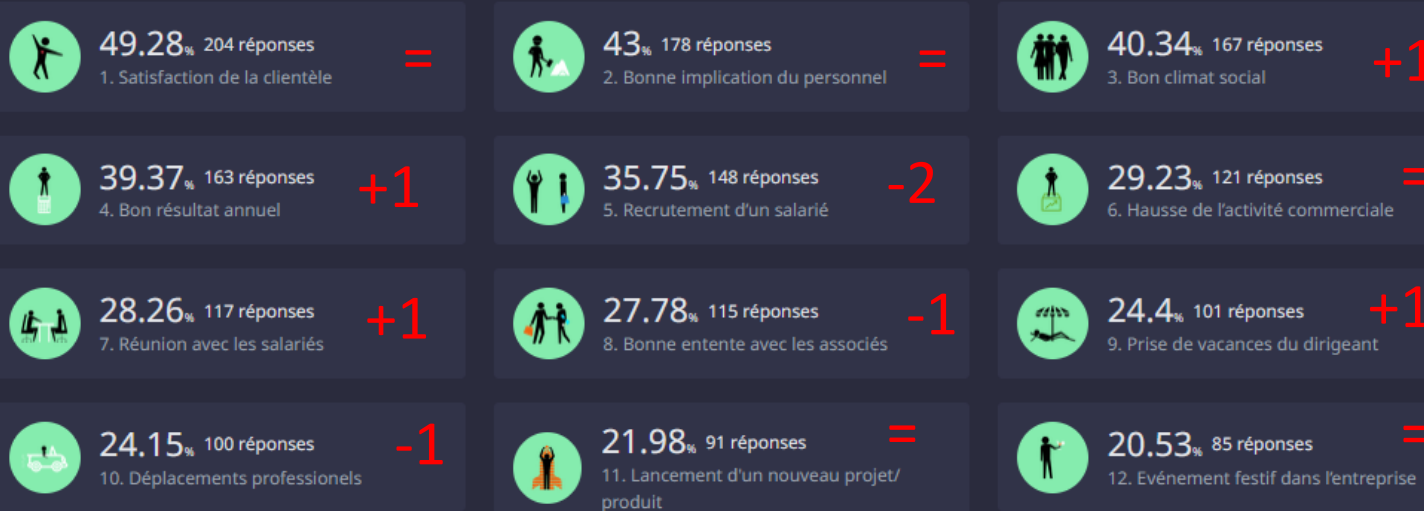 49.28% 204 réponses =
1. Satisfaction de la clientèle
43% 178 réponses =
2. Bonne implication du personnel
40.34% 167 réponses +1
3. Bon climat social
39.37% 163 réponses +1
4. Bon résultat annuel
35.75% 148 réponses -2
5. Recrutement d’un salarié
29.23% 121 réponses =
6. Hausse de l’activité commerciale
28.26% 117 réponses +1
7. Réunion avec les salariés
27.78% 115 réponses -1
8. Bonne entente avec les associés
24.4% 101 réponses +1
9. Prise de vacances du dirigeant
24.15% 100 réponses -1
10. Déplacements professionels
21.98% 91 réponses =
11. Lancement d'un nouveau projet/
produit
20.53% 85 réponses =
12. Evénement festif dans l’entreprise